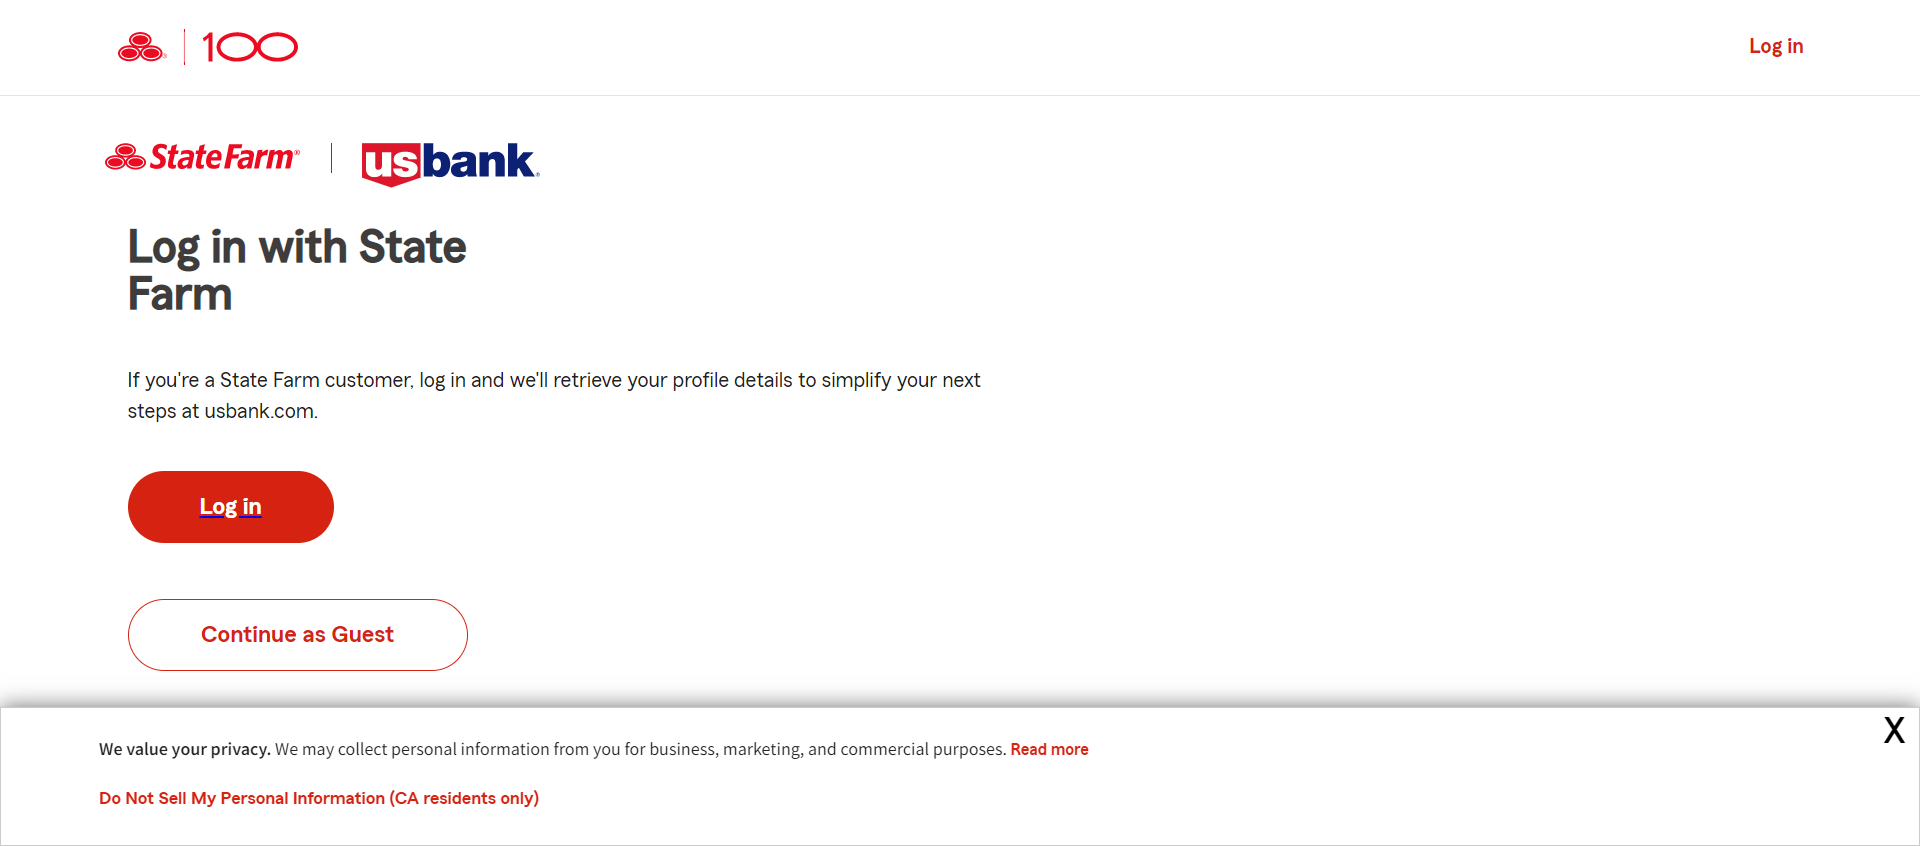 100
Log in
State Farm®
usbank®
Log in with State
Farm
If you're a State Farm customer, log in and we'll retrieve your profile details to simplify your next
steps at usbank.com.
Log in
Continue as Guest
X
We value your privacy. We may collect personal information from you for business, marketing, and commercial purposes. Read more
Do Not Sell My Personal Information (CA residents only)